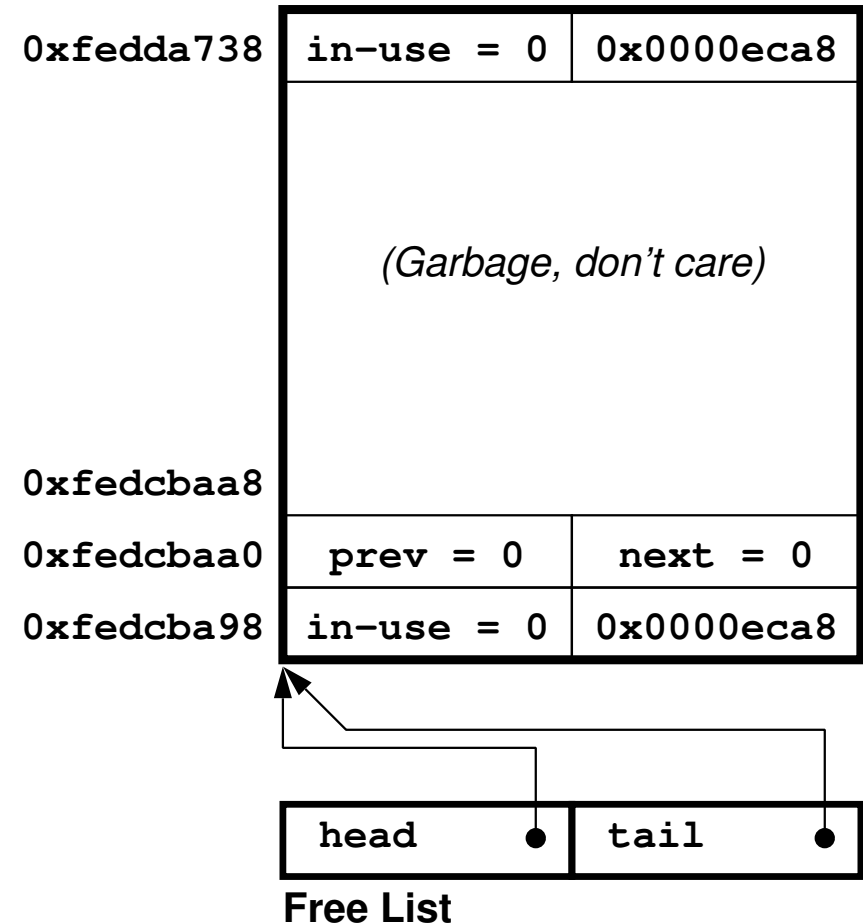 0xfedda738 in-use = 0 0x0000eca8
(Garbage, don't care)
0xfedcbaa8
0xfedcbaa0 prev = 0 next = 0
0xfedcba98 in-use = 0 0x0000eca8
head tail
Free List